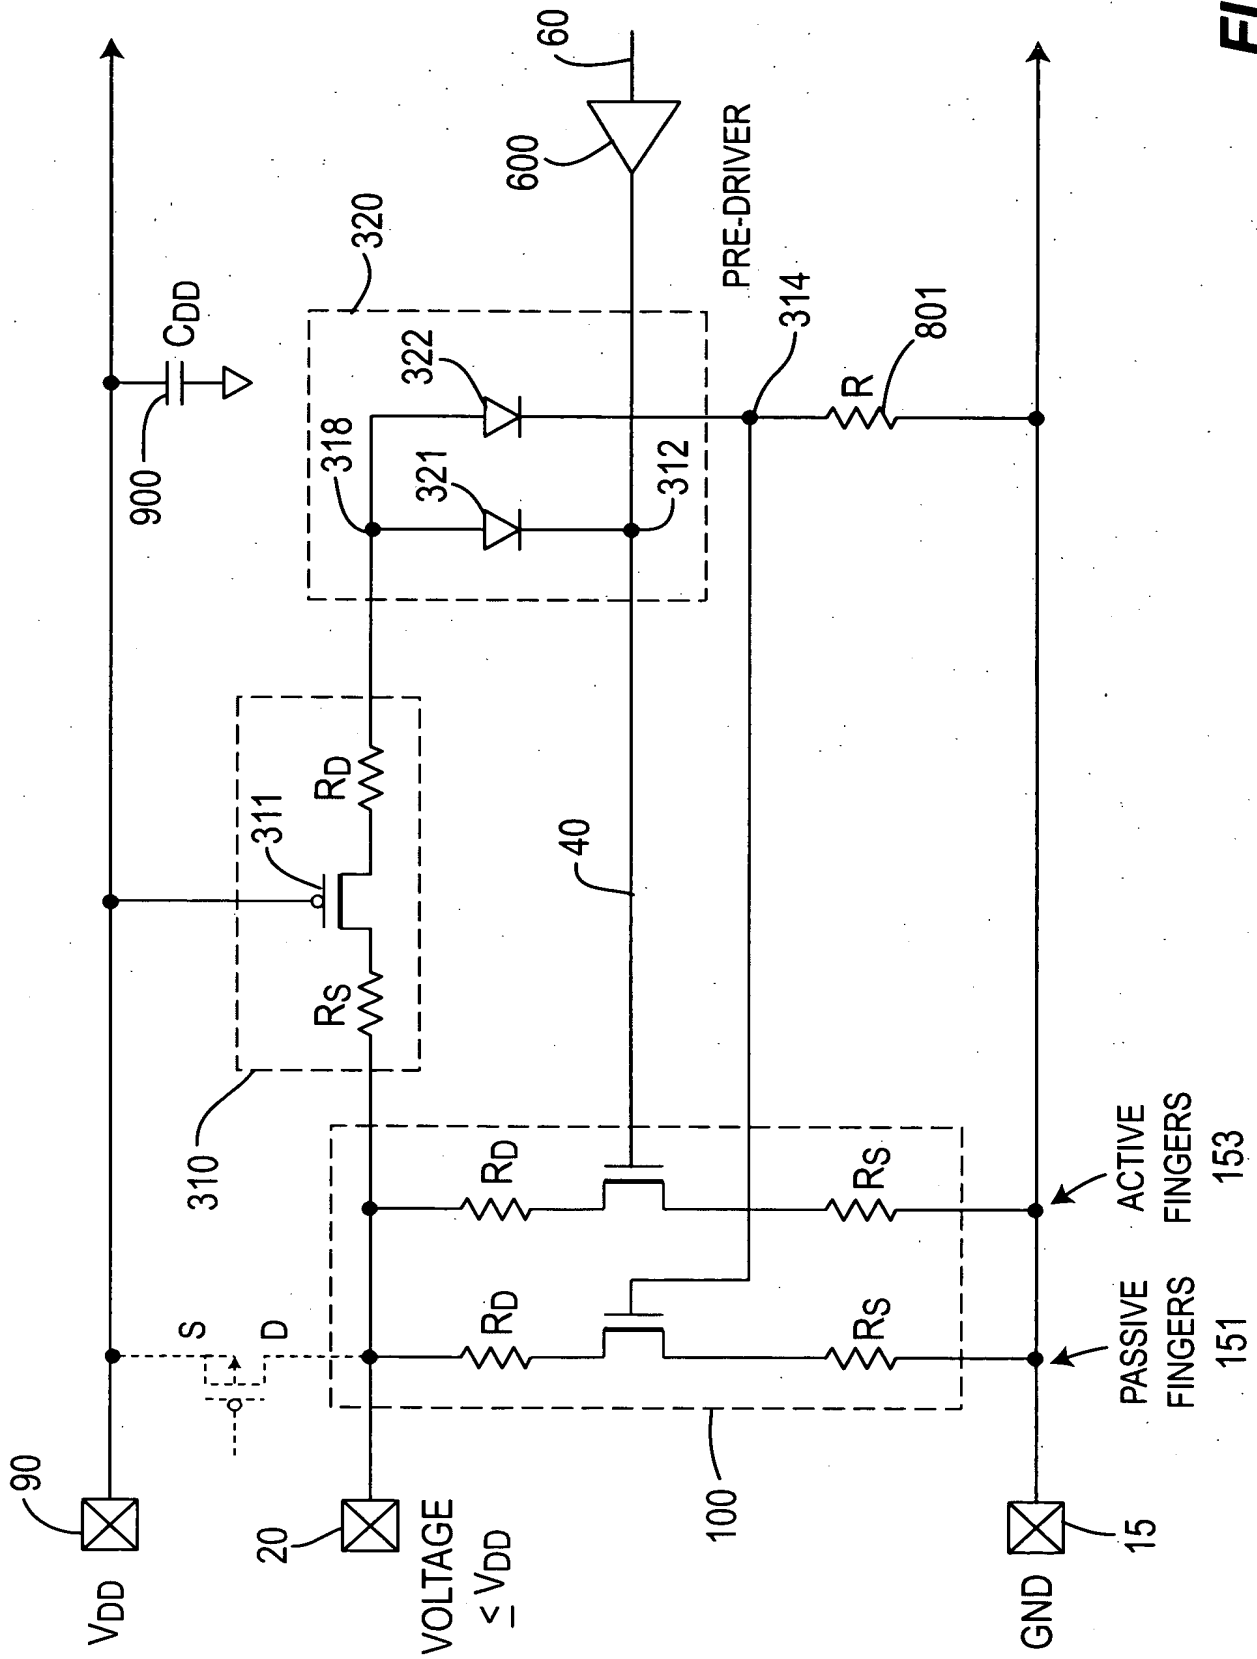 FI
90
VDD
S
D
900
CDD
20
VOLTAGE
≤ VDD
310
RS
311
RD
318
321
322
320
312
314
60
600
PRE-DRIVER
40
100
RD
RS
RD
RS
R
801
15
GND
PASSIVE
FINGERS
151
ACTIVE
FINGERS
153